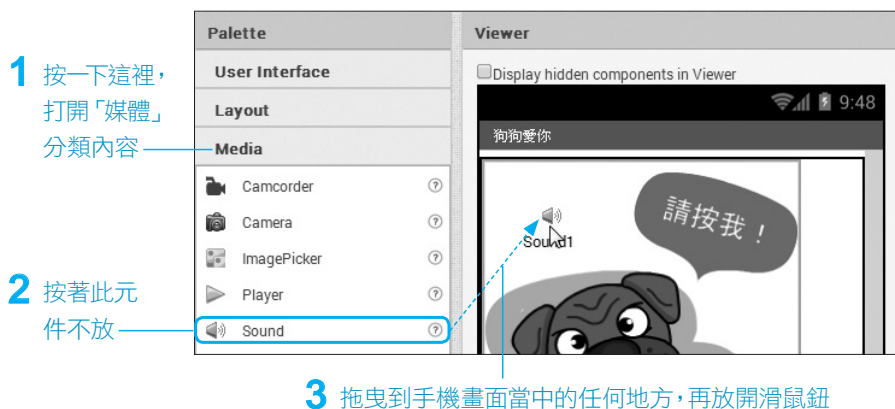 Palette
Viewer
1 按一下這裡，
打開「媒體」
分類內容
User Interface
Layout
Media
Camcorder
Camera
ImagePicker
Player
Sound
2 按著此元
件不放
Display hidden components in Viewer
9:48
狗狗愛你
Sound1
請按我！
3 拖曳到手機畫面當中的任何地方，再放開滑鼠鈕